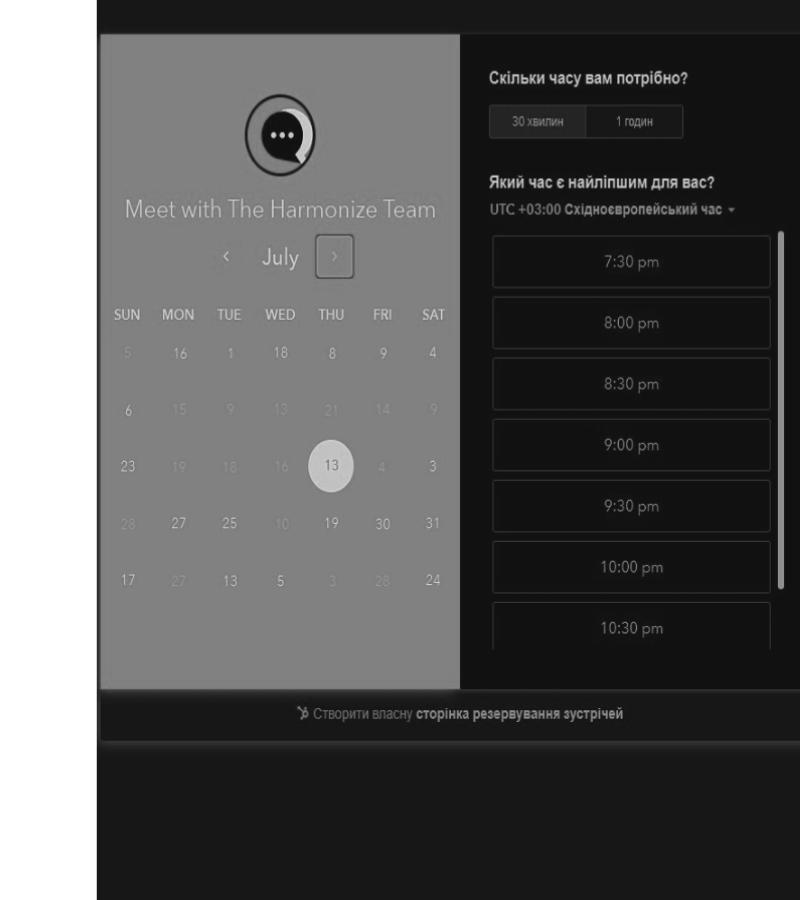 Meet with The Harmonize Team
July
SUN MON TUE WED THU FRI SAT
5 16 1 18 8 9 4
6 15 9 13 21 14 9
23 19 18 16 13 4 3
28 27 25 10 19 30 31
17 27 13 5 3 28 24
Скільки часу вам потрібно?
30 хвилин 1 годин
Який час є найліпшим для вас?
UTC +03:00 Східноєвропейський час
7:30 pm
8:00 pm
8:30 pm
9:00 pm
9:30 pm
10:00 pm
10:30 pm
Створити власну сторінка резервування зустрічей